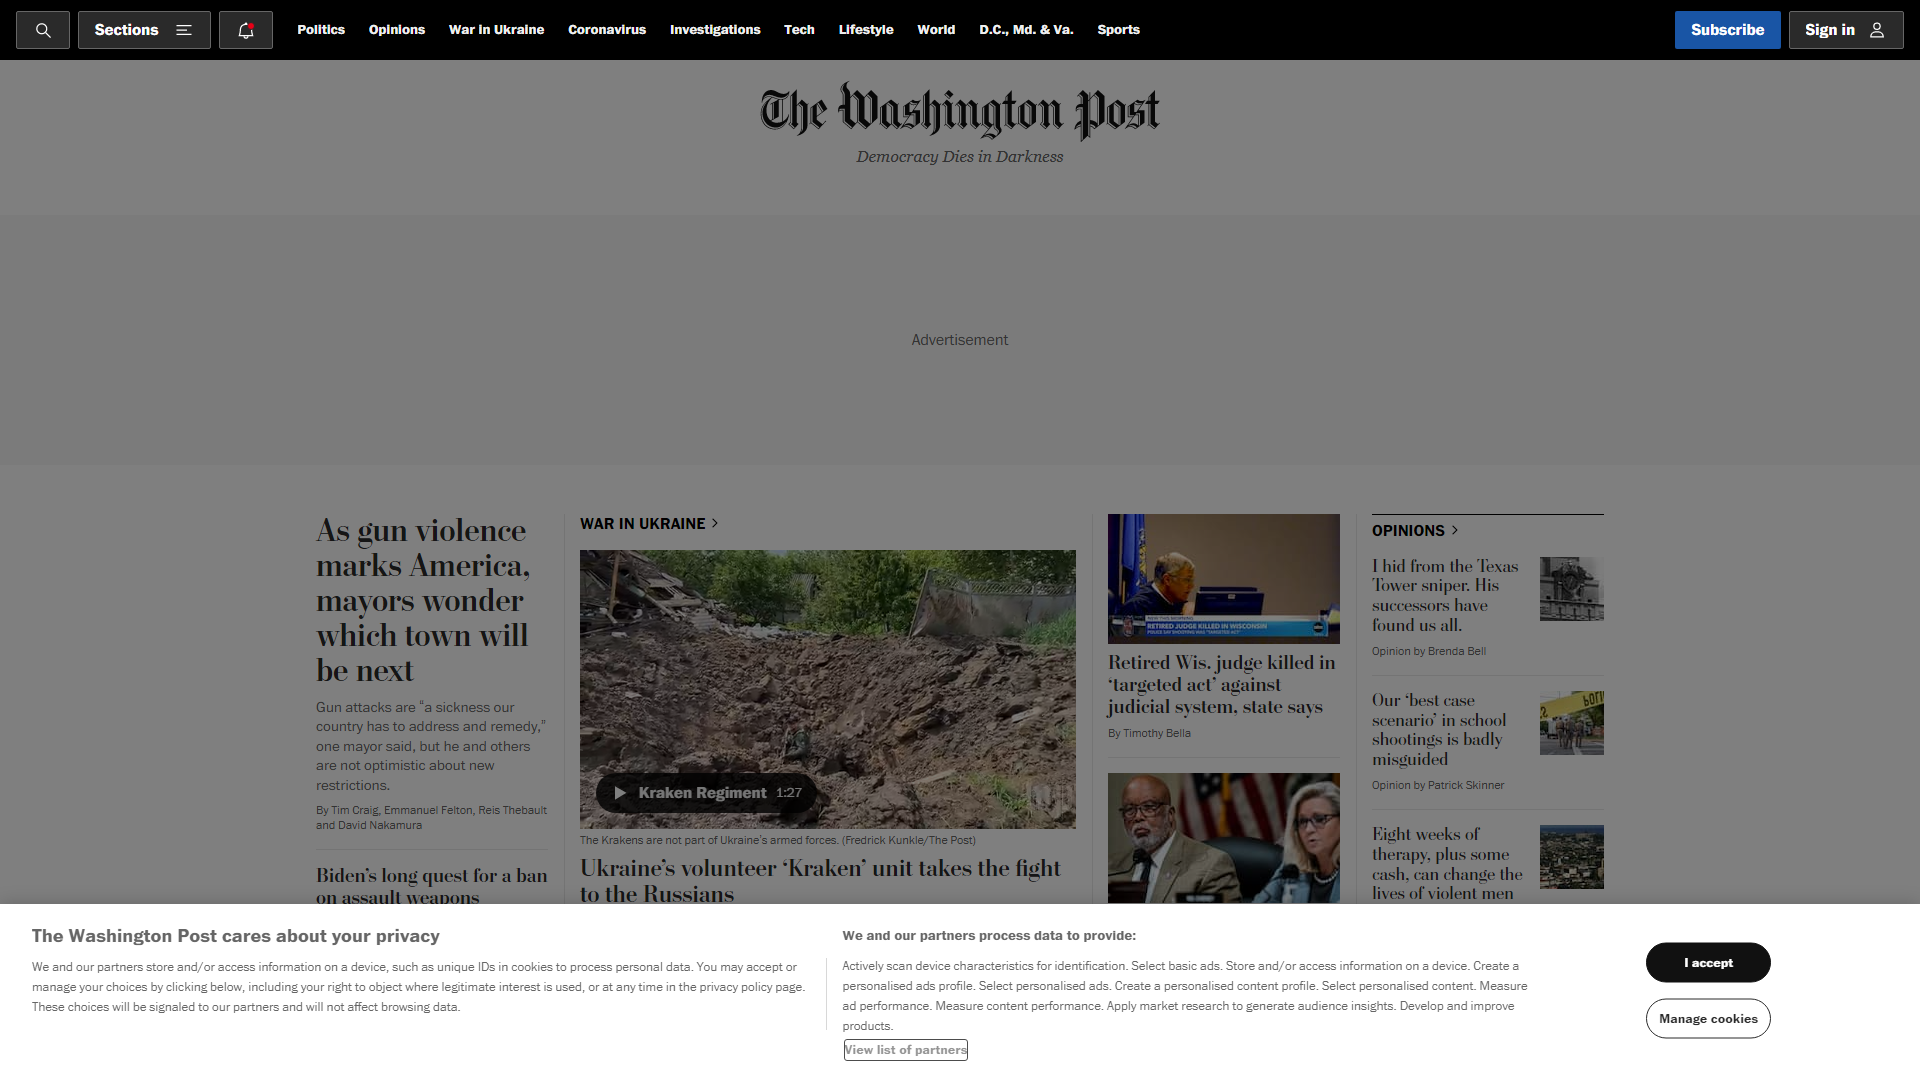 Sections
Politics
Opinions
War in Ukraine
Coronavirus
Investigations
Tech
Lifestyle
World
D.C., Md. & Va.
Sports
Subscribe
Sign in
The Washington Post
Democracy Dies in Darkness
Advertisement
As gun violence
marks America,
mayors wonder
which town will
be next
Gun attacks are “a sickness our
country has to address and remedy,”
one mayor said, but he and others
are not optimistic about new
restrictions.
By Tim Craig, Emmanuel Felton, Reis Thebault
and David Nakamura
Biden’s long quest for a ban
on assault weapons
WAR IN UKRAINE
Kraken Regiment 1:27
The Krakens are not part of Ukraine’s armed forces. (Fredrick Kunkle/The Post)
Ukraine’s volunteer ‘Kraken’ unit takes the fight
to the Russians
RETIRED JUDGE KILLED IN WISCONSIN
POLICE SAY SHOOTING WAS "TARGETED ACT"
Retired Wis. judge killed in
‘targeted act’ against
judicial system, state says
By Timothy Bella
OPINIONS
I hid from the Texas
Tower sniper. His
successors have
found us all.
Opinion by Brenda Bell
Our ‘best case
scenario’ in school
shootings is badly
misguided
Opinion by Patrick Skinner
Eight weeks of
therapy, plus some
cash, can change the
lives of violent men
The Washington Post cares about your privacy
We and our partners store and/or access information on a device, such as unique IDs in cookies to process personal data. You may accept or
manage your choices by clicking below, including your right to object where legitimate interest is used, or at any time in the privacy policy page.
These choices will be signaled to our partners and will not affect browsing data.
We and our partners process data to provide:
Actively scan device characteristics for identification. Select basic ads. Store and/or access information on a device. Create a
personalised ads profile. Select personalised ads. Create a personalised content profile. Select personalised content. Measure
ad performance. Measure content performance. Apply market research to generate audience insights. Develop and improve
products.
View list of partners
I accept
Manage cookies